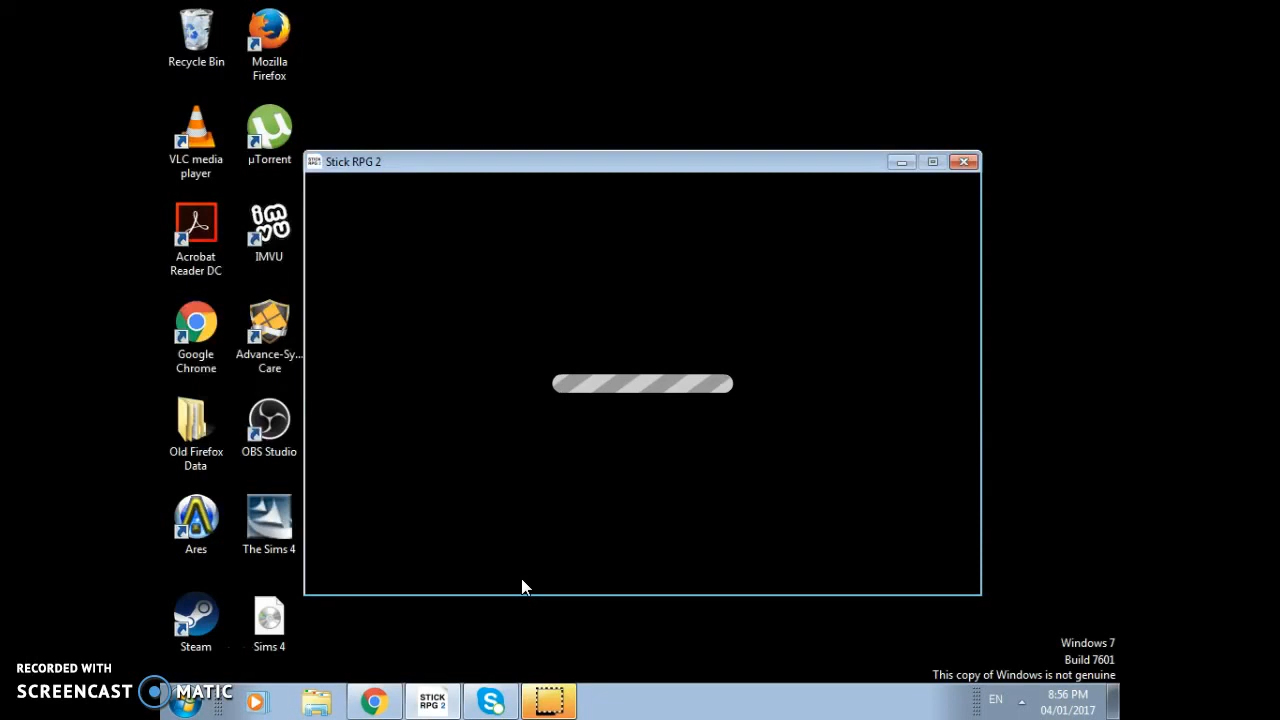 Recycle Bin
Mozilla
Firefox
VLC media
player
µTorrent
Stick RPG 2
Acrobat
Reader DC
IMVU
Google
Chrome
Advance-Sy...
Care
Old Firefox
Data
OBS Studio
Ares
The Sims 4
Steam
Sims 4
Windows 7
Build 7601
This copy of Windows is not genuine
RECORDED WITH
SCREENCAST MATIC
STICK
RPG 2
EN
8:56 PM
04/01/2017